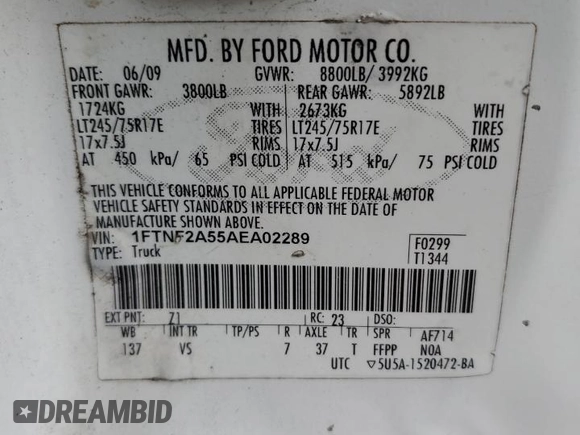 MFD. BY FORD MOTOR CO.
DATE: 06/09 GVWR: 8800LB/ 3992KG
FRONT GAWR: 3800LB REAR GAWR: 5892LB
1724KG WITH 2673KG WITH
LT245/75R17E TIRES LT245/75R17E TIRES
17x7.5J RIMS 17x7.5J RIMS
AT 450 kPa/ 65 PSI COLD AT 515 kPa/ 75 PSI COLD
THIS VEHICLE CONFORMS TO ALL APPLICABLE FEDERAL MOTOR
VEHICLE SAFETY STANDARDS IN EFFECT ON THE DATE OF
MANUFACTURE SHOWN ABOVE.
VIN: 1FTNF2A55AEA02289 F0299
TYPE: Truck T1344
EXT PNT: Z1 RC: 23 DSO:
WB INT TR TP/PS R AXLE TR SPR AF714
137 VS 7 37 T FFPP NOA
UTC ▽5U5A-1520472-BA
Ford
DREAMBID